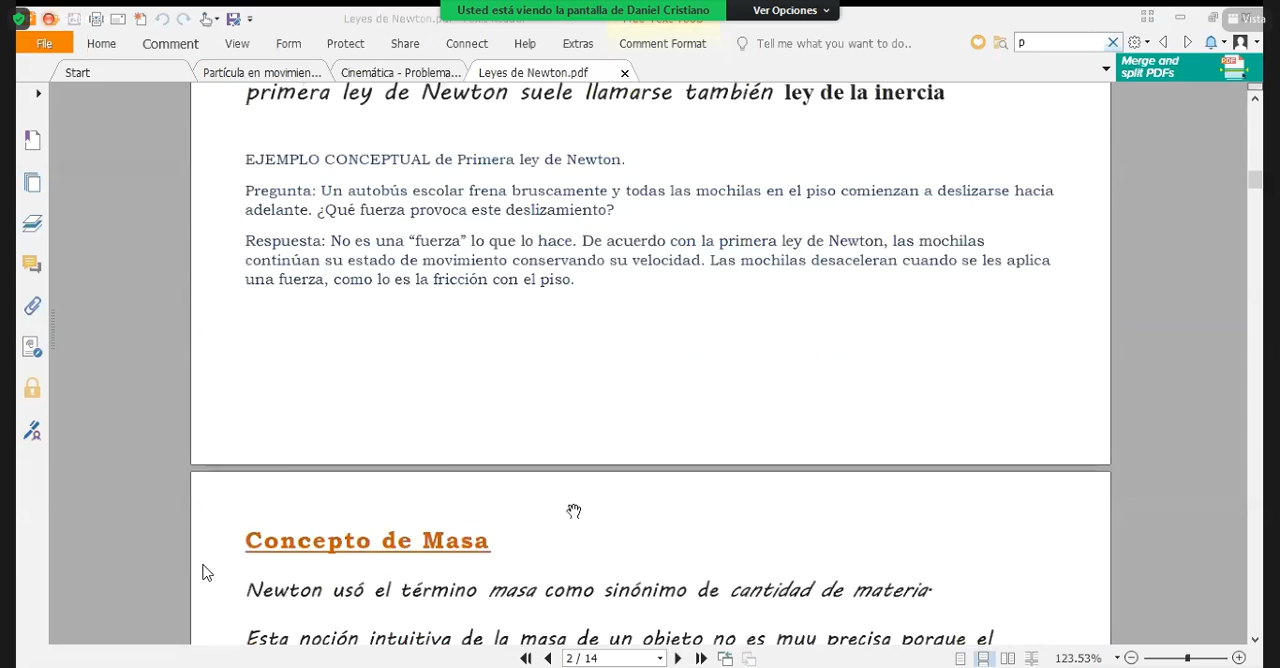 Usted está viendo la pantalla de Daniel Cristiano
Ver Opciones
Vista
File Home Comment View Form Protect Share Connect Help Extras Comment Format Tell me what you want to do.. p
Start Partícula en movimien... Cinemática - Problema... Leyes de Newton.pdf
Merge and
split PDFs
primera ley de Newton suele llamarse también ley de la inercia
EJEMPLO CONCEPTUAL de Primera ley de Newton.
Pregunta: Un autobús escolar frena bruscamente y todas las mochilas en el piso comienzan a deslizarse hacia
adelante. ¿Qué fuerza provoca este deslizamiento?
Respuesta: No es una “fuerza” lo que lo hace. De acuerdo con la primera ley de Newton, las mochilas
continúan su estado de movimiento conservando su velocidad. Las mochilas desaceleran cuando se les aplica
una fuerza, como lo es la fricción con el piso.
Concepto de Masa
Newton usó el término masa como sinónimo de cantidad de materia.
Esta noción intuitiva de la masa de un objeto no es muy precisa porque el
2 / 14
123.53%